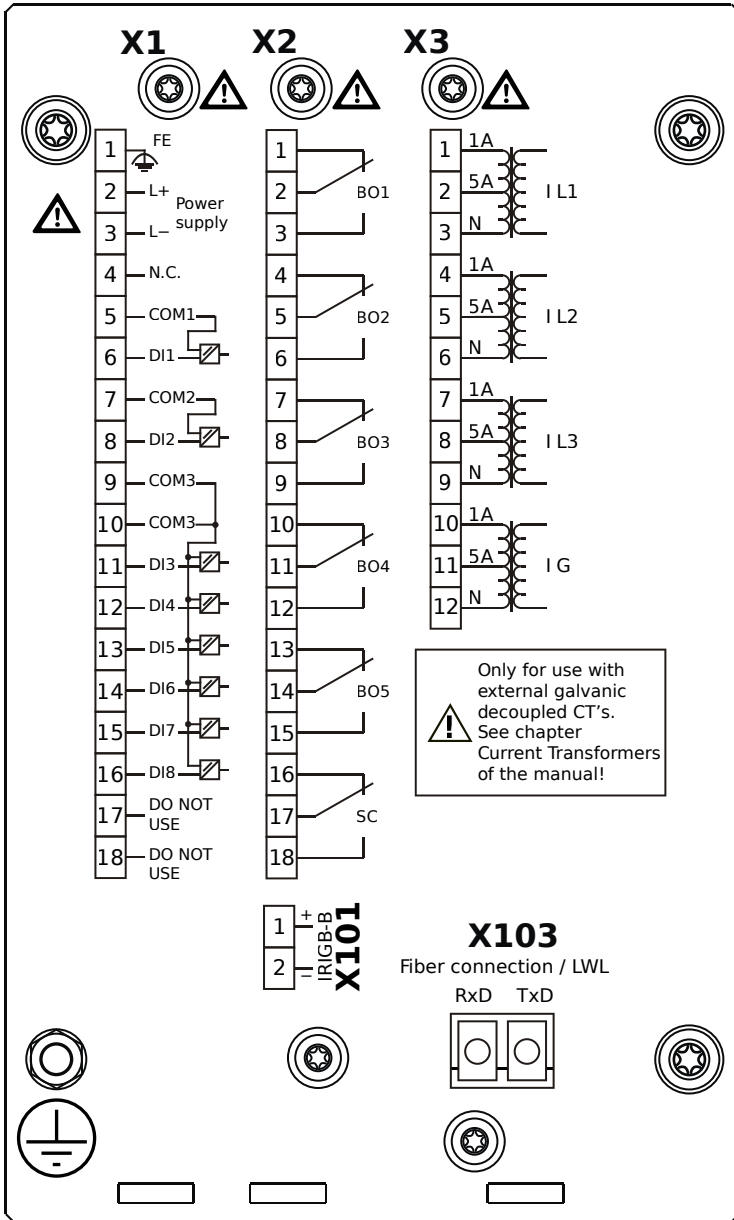 X1
X2
X3
1 FE
2 L+
Power
supply
3 L−
4 N.C.
5 COM1
6 DI1
7 COM2
8 DI2
9 COM3
10 COM3
11 DI3
12 DI4
13 DI5
14 DI6
15 DI7
16 DI8
17 DO NOT
USE
18 DO NOT
USE
1
2 BO1
3
4
5 BO2
6
7
8 BO3
9
10
11 BO4
12
13
14 BO5
15
16
17 SC
18
1 1A
2 5A I L1
3 N
4 1A
5 5A I L2
6 N
7 1A
8 5A I L3
9 N
10 1A
11 5A I G
12 N
Only for use with
external galvanic
decoupled CT's.
See chapter
Current Transformers
of the manual!
1 +
2 −
IRIGB-B
X101
X103
Fiber connection / LWL
RxD TxD